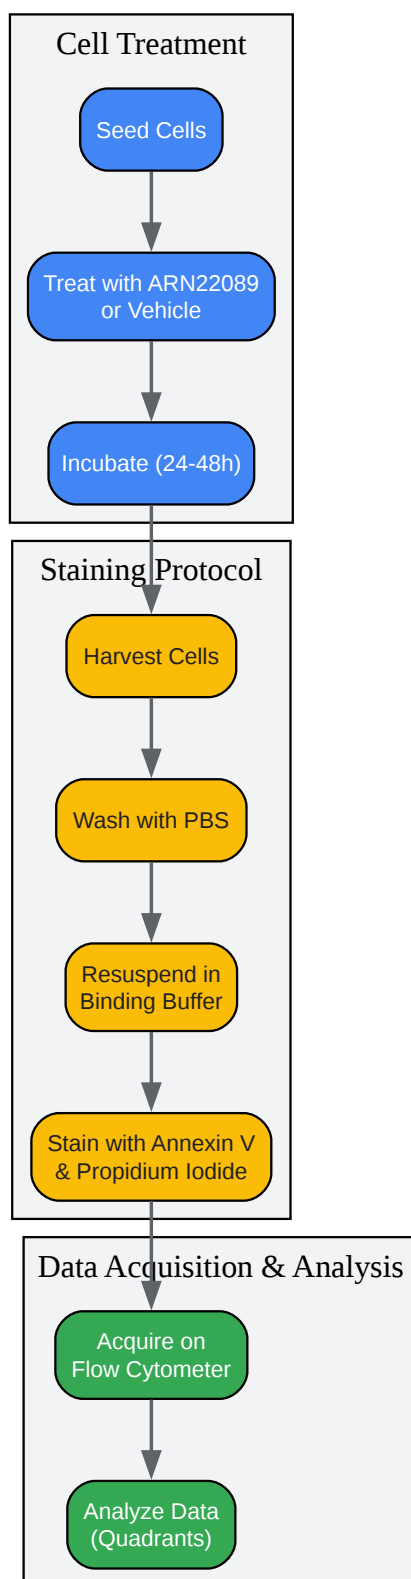 Cell Treatment
Seed Cells
Treat with ARN22089
or Vehicle
Incubate (24-48h)
Staining Protocol
Harvest Cells
Wash with PBS
Resuspend in
Binding Buffer
Stain with Annexin V
& Propidium Iodide
Data Acquisition & Analysis
Acquire on
Flow Cytometer
Analyze Data
(Quadrants)